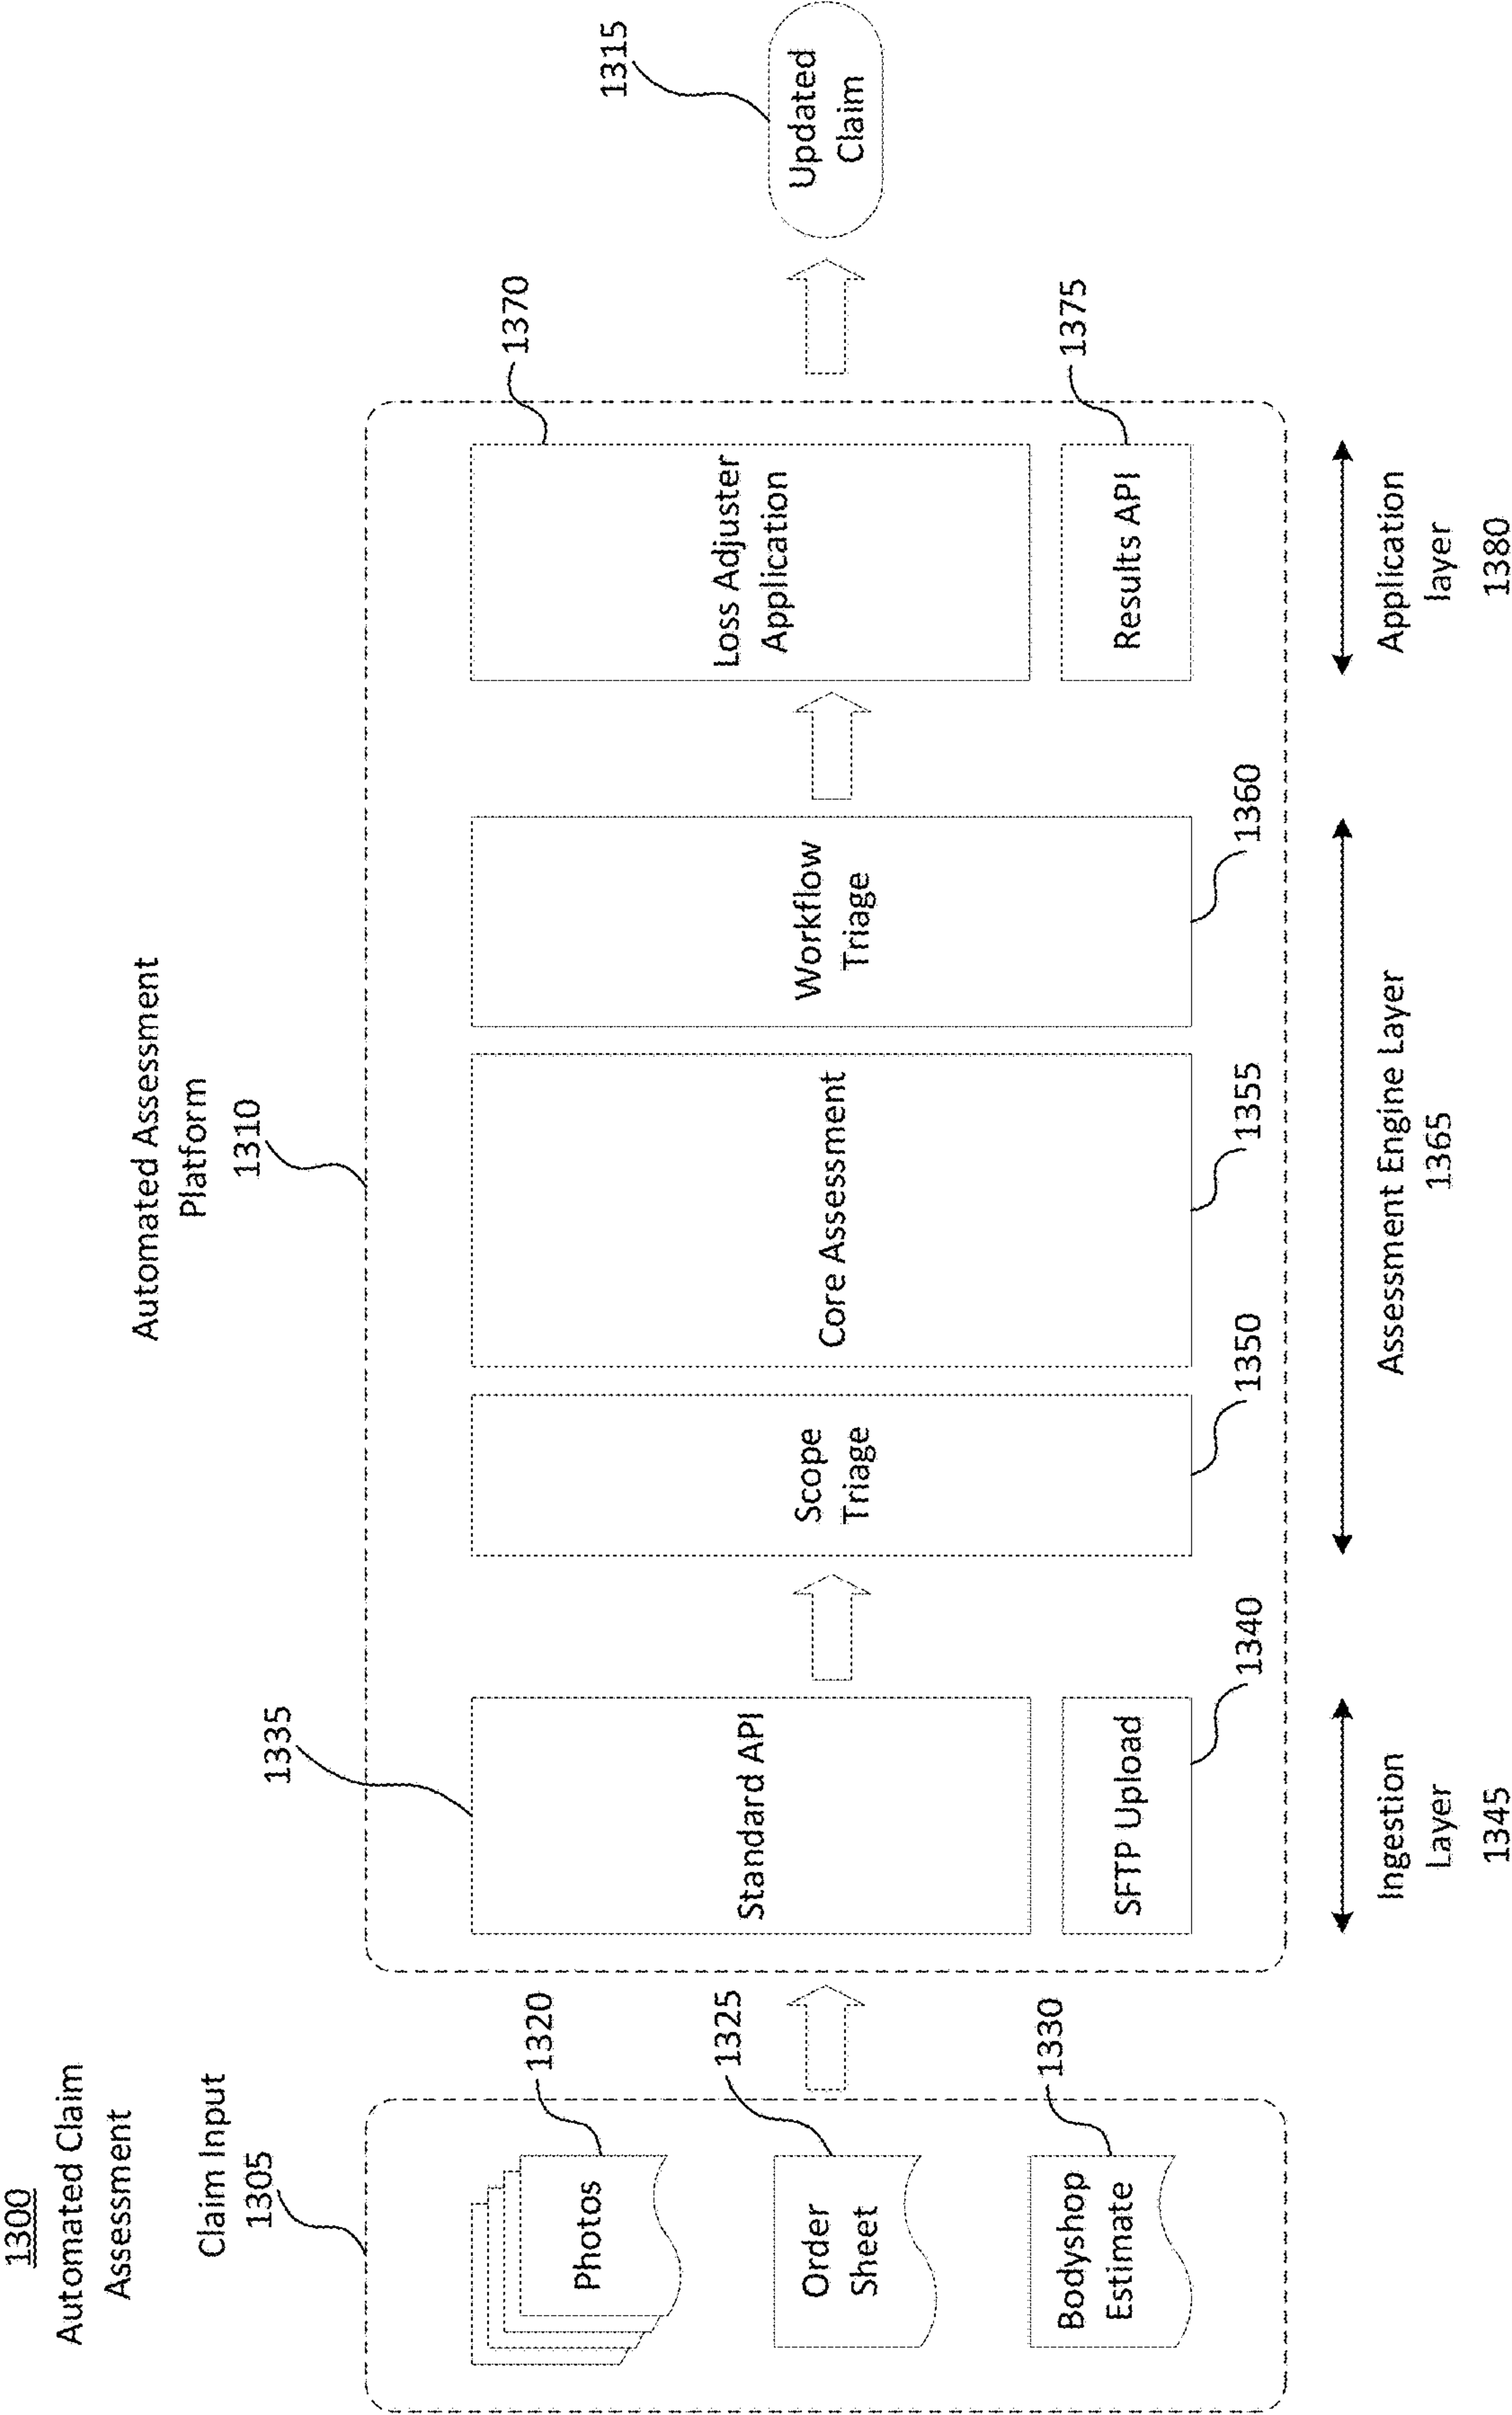 1300
Automated Claim
Assessment
Claim Input
1305
Photos
1320
Order
Sheet
1325
Bodyshop
Estimate
1330
Automated Assessment
Platform
1310
1335
Standard API
SFTP Upload
1340
Ingestion
Layer
1345
Scope
Triage
1350
Core Assessment
1355
Workflow
Triage
1360
Assessment Engine Layer
1365
1370
Loss Adjuster
Application
1375
Results API
Application
layer
1380
1315
Updated
Claim